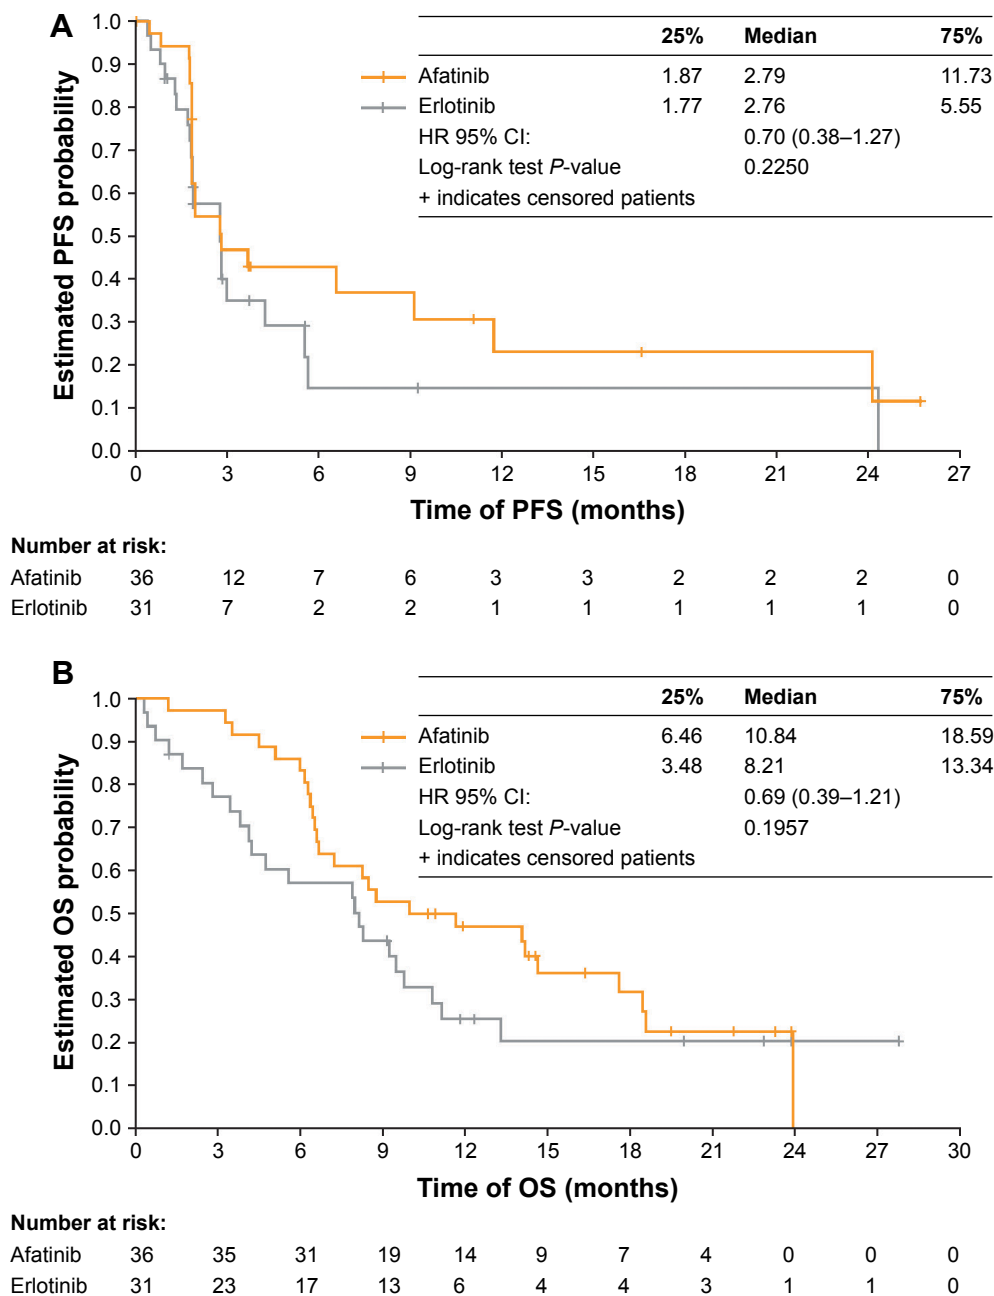 A
25% Median 75%
Afatinib 1.87 2.79 11.73
Erlotinib 1.77 2.76 5.55
HR 95% CI: 0.70 (0.38–1.27)
Log-rank test P-value 0.2250
+ indicates censored patients
Estimated PFS probability
1.0
0.9
0.8
0.7
0.6
0.5
0.4
0.3
0.2
0.1
0.0
0 3 6 9 12 15 18 21 24 27
Time of PFS (months)
Number at risk:
Afatinib 36 12 7 6 3 3 2 2 2 0
Erlotinib 31 7 2 2 1 1 1 1 1 0
B
25% Median 75%
Afatinib 6.46 10.84 18.59
Erlotinib 3.48 8.21 13.34
HR 95% CI: 0.69 (0.39–1.21)
Log-rank test P-value 0.1957
+ indicates censored patients
Estimated OS probability
1.0
0.9
0.8
0.7
0.6
0.5
0.4
0.3
0.2
0.1
0.0
0 3 6 9 12 15 18 21 24 27 30
Time of OS (months)
Number at risk:
Afatinib 36 35 31 19 14 9 7 4 0 0 0
Erlotinib 31 23 17 13 6 4 4 3 1 1 0